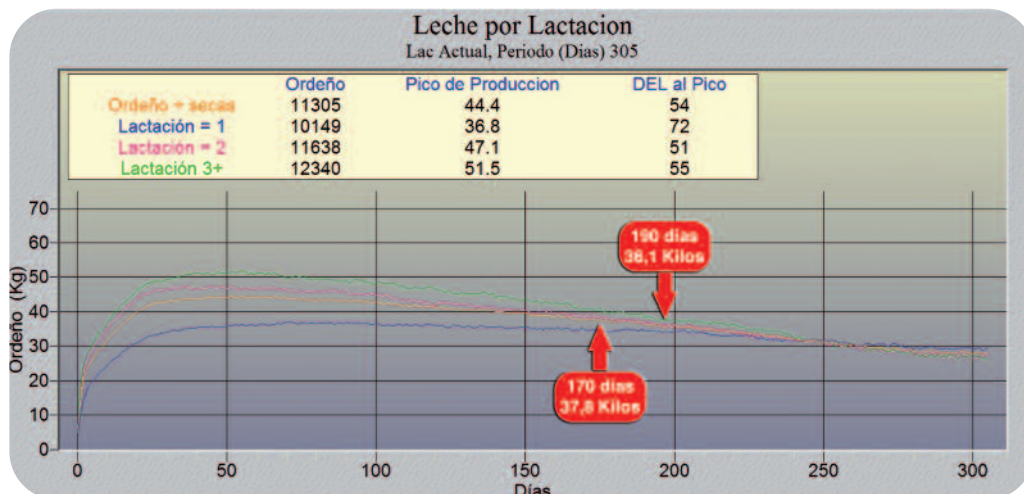 Leche por Lactacion
Lac Actual, Periodo (Dias) 305
Ordeño Pico de Produccion DEL al Pico
Ordeño + secas 11305 44.4 54
Lactación = 1 10149 36.8 72
Lactación = 2 11638 47.1 51
Lactación 3+ 12340 51.5 55
Ordeño (Kg)
70
60
50
40
30
20
10
0
190 días
36,1 Kilos
170 días
37,8 Kilos
0 50 100 150 200 250 300
Días